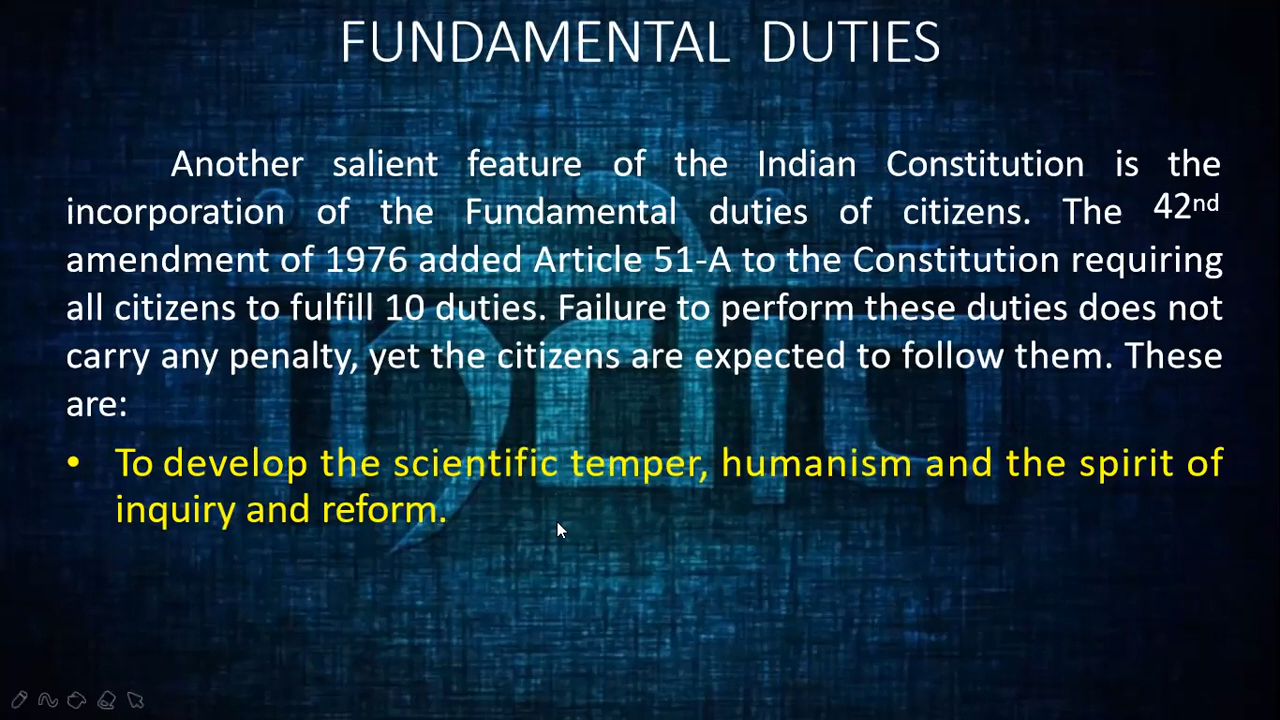 FUNDAMENTAL DUTIES
Another salient feature of the Indian Constitution is the
incorporation of the Fundamental duties of citizens. The 42nd
amendment of 1976 added Article 51-A to the Constitution requiring
all citizens to fulfill 10 duties. Failure to perform these duties does not
carry any penalty, yet the citizens are expected to follow them. These
are:
• To develop the scientific temper, humanism and the spirit of
inquiry and reform.
india